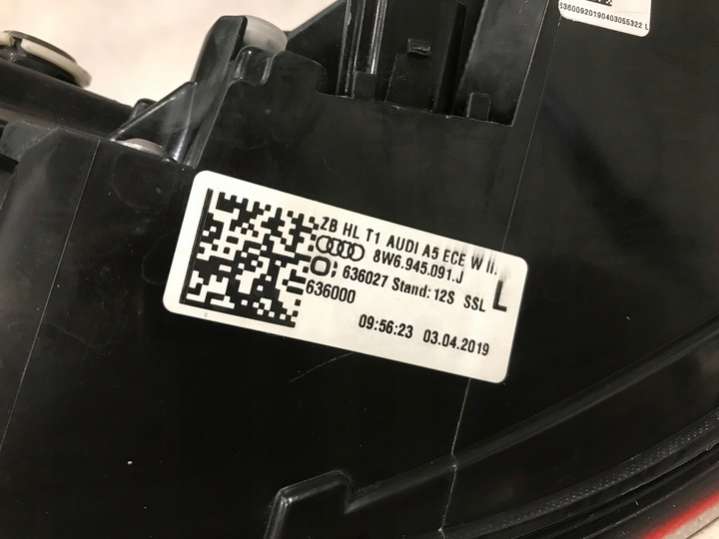 S3600920190403055322 L
ZB HL T1 AUDI A5 ECE W II.
8W6.945.091.J
636027 Stand: 12S SSL L
636000
09:56:23 03.04.2019